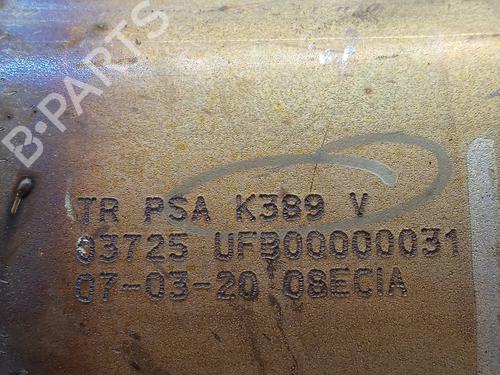 B-PARTS
TR PSA K389 V
03725 UFB00000031
07-03-20 08ECIA